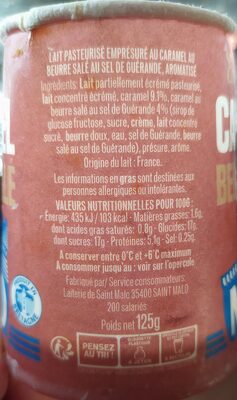 LAIT PASTEURISÉ EMPRÉSURÉ AU CARAMEL AU
BEURRE SALÉ AU SEL DE GUÉRANDE, AROMATISÉ
Ingrédients: Lait partiellement écrémé pasteurisé,
lait concentré écrémé, caramel 9.1%, caramel au
beurre salé au sel de Guérande 4% (sirop de
glucose fructose, sucre, crème, lait concentré
sucré, beurre doux, eau, sel de Guérande, beurre
salé au sel de Guérande), présure, arôme.
Origine du lait : France.
Les informations en gras sont destinées aux
personnes allergiques ou intolérantes.
VALEURS NUTRITIONNELLES POUR 100G :
Energie: 435 kJ / 103 kcal - Matières grasses: 1.6g,
dont acides gras saturés: 0.8g - Glucides: 17g,
dont sucres: 17g - Protéines: 5.1g - Sel: 0.25g.
A conserver entre 0°C et +6°C maximum
A consommer jusqu'au : voir sur l'opercule
Fabriqué par/ Service consommateurs:
Laiterie de Saint Malo 35400 SAINT MALO
200 salariés
Poids net 125g
PENSEZ
AU TRI !